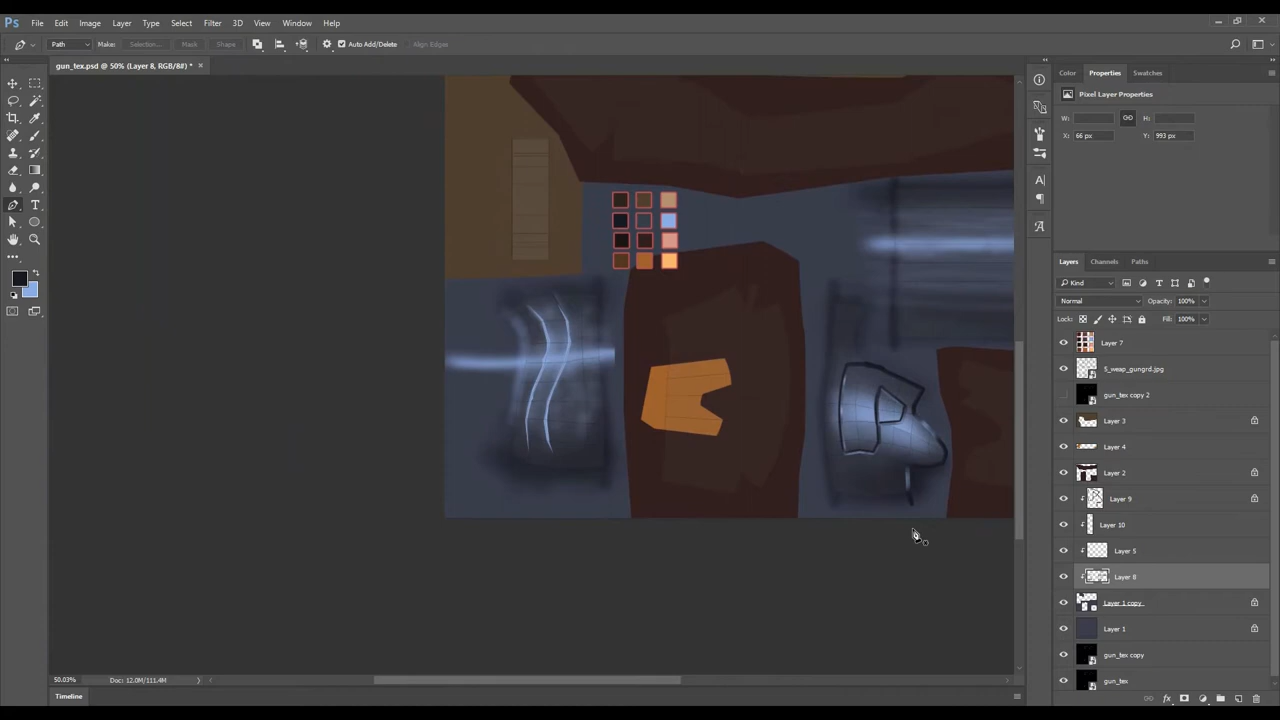 Ps File Edit Image Layer Type Select Filter 3D View Window Help
Path Make: Selection... Mask Shape Auto Add/Delete Align Edges
gun_tex.psd @ 50% (Layer 8, RGB/8#) * ×
Color Properties Swatches
Pixel Layer Properties
W: H:
X: 66 px Y: 993 px
Layers Channels Paths
Kind
Normal Opacity: 100%
Lock: Fill: 100%
Layer 7
S_weap_gungrd.jpg
gun_tex copy 2
Layer 3
Layer 4
Layer 2
Layer 9
Layer 10
Layer 5
Layer 8
Layer 1 copy
Layer 1
gun_tex copy
gun_tex
50.03% Doc: 12.0M/111.4M
Timeline